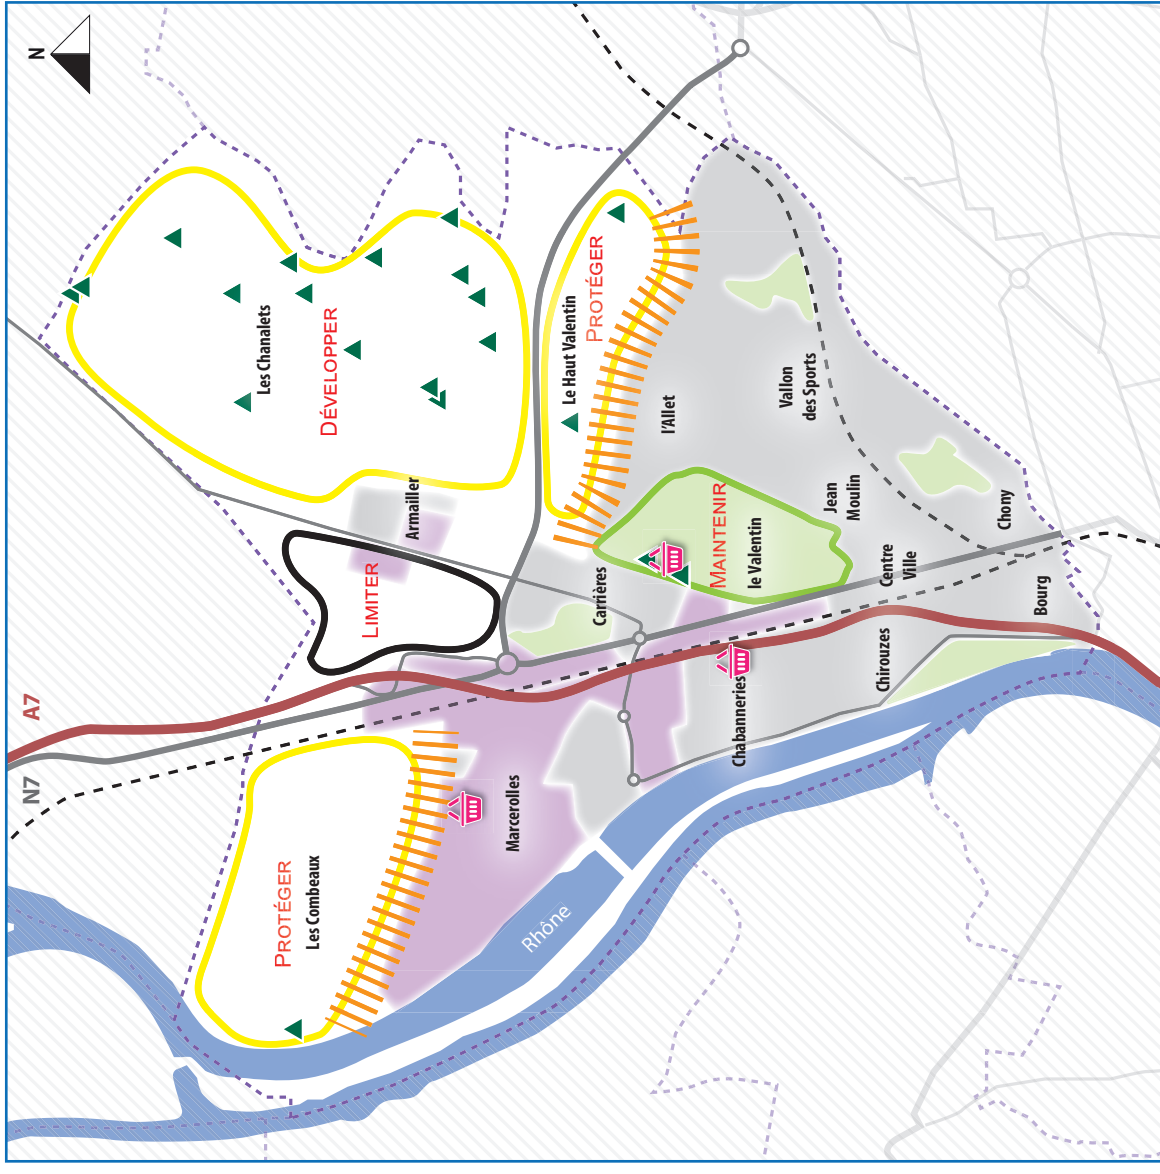 N
A7
N7
Les Chanalets
DÉVELOPPER
Armailler
LIMITER
PROTÉGER
Les Combeaux
Marcerolles
Rhône
Le Haut Valentin
PROTÉGER
l'Allet
Carrières
MAINTENIR
le Valentin
Vallon
des Sports
Jean
Moulin
Centre
Ville
Chony
Bourg
Chirouzes
Chabanneries